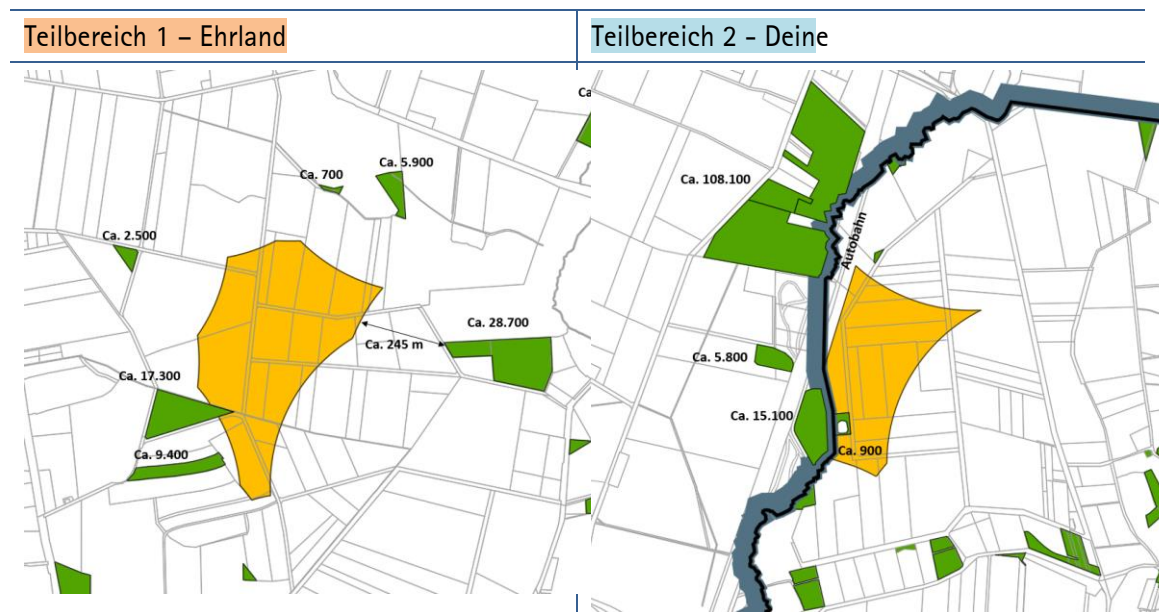 Teilbereich 1 – Ehrland
Teilbereich 2 - Deine
Ca. 700
Ca. 5.900
Ca. 2.500
Ca. 28.700
Ca. 245 m
Ca. 17.300
Ca. 9.400
Ca
Ca. 108.100
Autobahn
Ca. 5.800
Ca. 15.100
Ca. 900